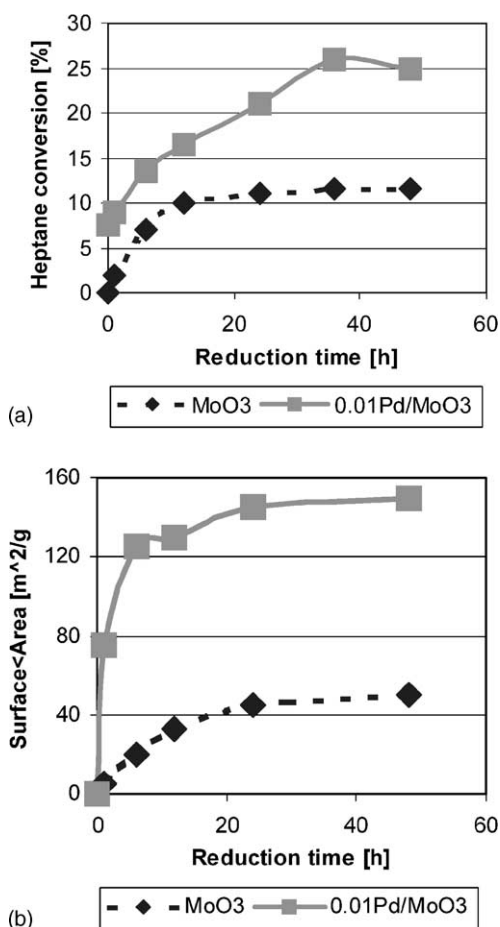 30
25
20
15
10
5
0
Heptane conversion [%]
0 20 40 60
Reduction time [h]
MoO3 0.01Pd/MoO3
(a)
160
120
80
40
0
Surface<Area [m^2/g]
0 20 40 60
Reduction time [h]
MoO3 0.01Pd/MoO3
(b)